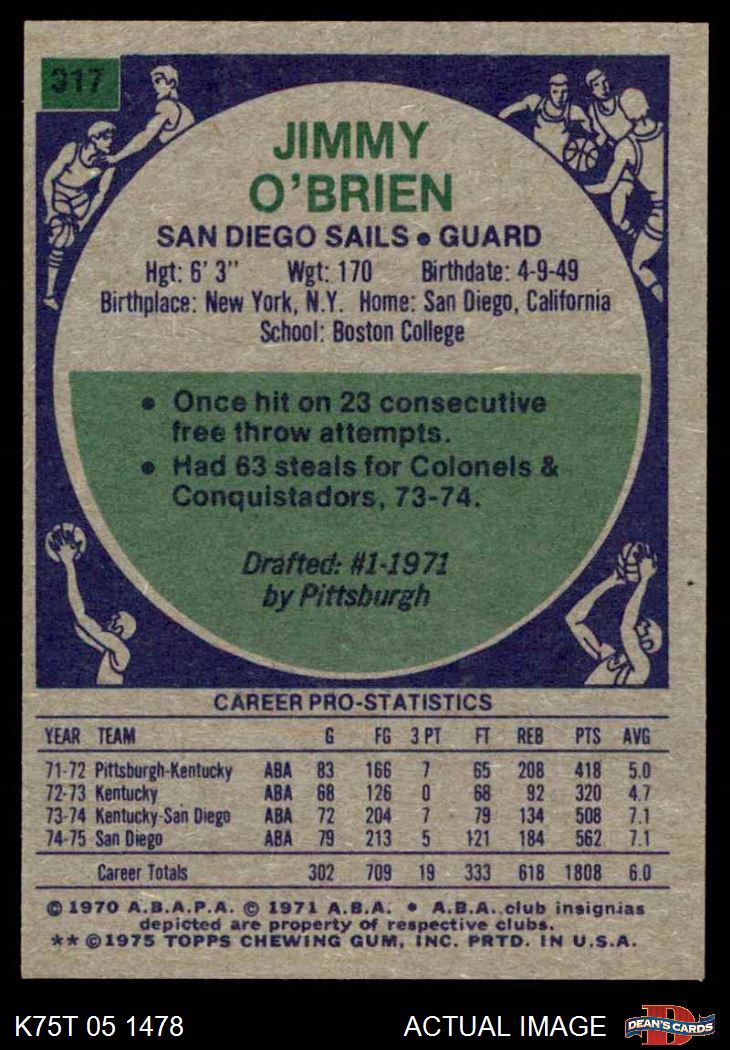 317
JIMMY
O'BRIEN
SAN DIEGO SAILS • GUARD
Hgt: 6' 3" Wgt: 170 Birthdate: 4-9-49
Birthplace: New York, N.Y. Home: San Diego, California
School: Boston College
• Once hit on 23 consecutive
free throw attempts.
• Had 63 steals for Colonels &
Conquistadors, 73-74.
Drafted: #1-1971
by Pittsburgh
CAREER PRO-STATISTICS
YEAR TEAM G FG 3 PT FT REB PTS AVG
71-72 Pittsburgh-Kentucky ABA 83 166 7 65 208 418 5.0
72-73 Kentucky ABA 68 126 0 68 92 320 4.7
73-74 Kentucky-San Diego ABA 72 204 7 79 134 508 7.1
74-75 San Diego ABA 79 213 5 121 184 562 7.1
Career Totals 302 709 19 333 618 1808 6.0
© 1970 A.B.A.P.A. © 1971 A.B.A. • A.B.A. club insignias
depicted are property of respective clubs.
** © 1975 TOPPS CHEWING GUM, INC. PRTD. IN U.S.A.
K75T 05 1478 ACTUAL IMAGE DEAN'S CARDS